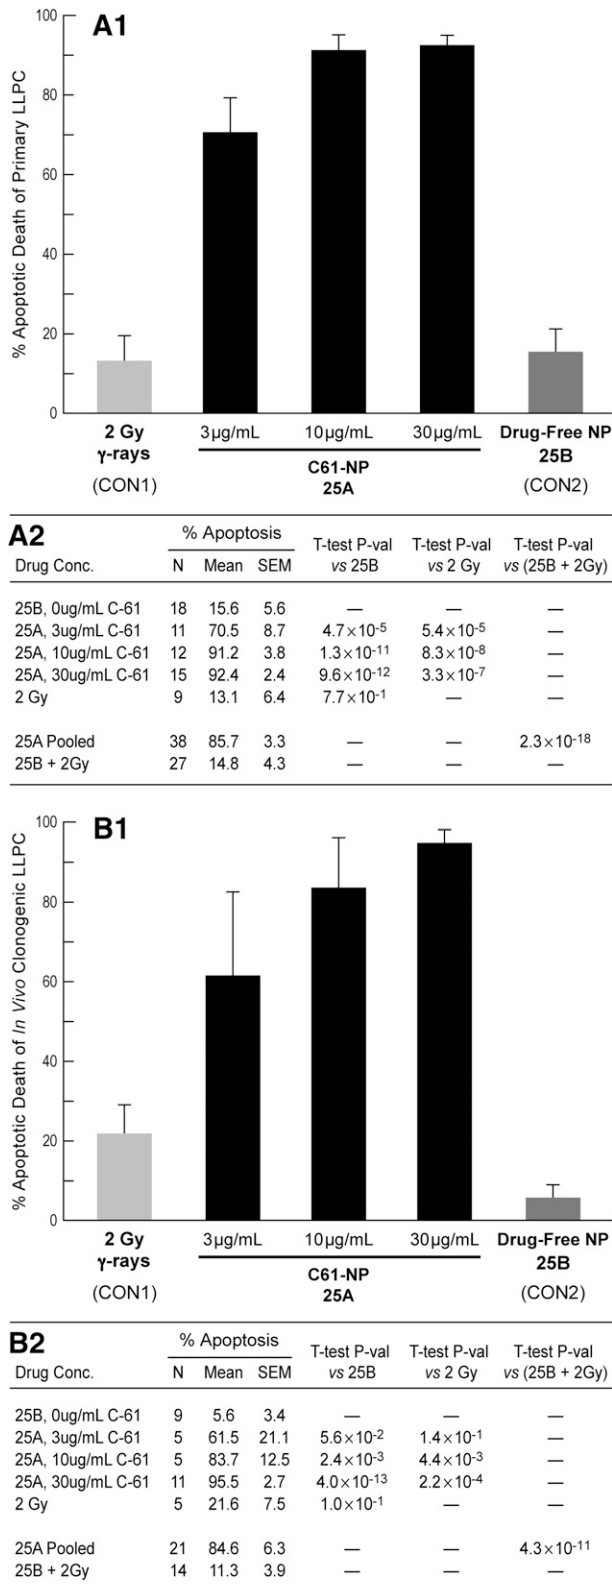 A1
% Apoptotic Death of Primary LLPC
100
80
60
40
20
0
2 Gy
γ-rays
(CON1)
3µg/mL 10µg/mL 30µg/mL
C61-NP
25A
Drug-Free NP
25B
(CON2)
A2
% Apoptosis T-test P-val T-test P-val T-test P-val
Drug Conc. N Mean SEM vs 25B vs 2 Gy vs (25B + 2Gy)
25B, 0ug/mL C-61 18 15.6 5.6 — — —
25A, 3ug/mL C-61 11 70.5 8.7 4.7×10-5 5.4×10-5 —
25A, 10ug/mL C-61 12 91.2 3.8 1.3×10-11 8.3×10-8 —
25A, 30ug/mL C-61 15 92.4 2.4 9.6×10-12 3.3×10-7 —
2 Gy 9 13.1 6.4 7.7×10-1 — —
25A Pooled 38 85.7 3.3 — — 2.3×10-18
25B + 2Gy 27 14.8 4.3 — — —
B1
% Apoptotic Death of In Vivo Clonogenic LLPC
100
80
60
40
20
0
2 Gy
γ-rays
(CON1)
3µg/mL 10µg/mL 30µg/mL
C61-NP
25A
Drug-Free NP
25B
(CON2)
B2
% Apoptosis T-test P-val T-test P-val T-test P-val
Drug Conc. N Mean SEM vs 25B vs 2 Gy vs (25B + 2Gy)
25B, 0ug/mL C-61 9 5.6 3.4 — — —
25A, 3ug/mL C-61 5 61.5 21.1 5.6×10-2 1.4×10-1 —
25A, 10ug/mL C-61 5 83.7 12.5 2.4×10-3 4.4×10-3 —
25A, 30ug/mL C-61 11 95.5 2.7 4.0×10-13 2.2×10-4 —
2 Gy 5 21.6 7.5 1.0×10-1 — —
25A Pooled 21 84.6 6.3 — — 4.3×10-11
25B + 2Gy 14 11.3 3.9 — — —